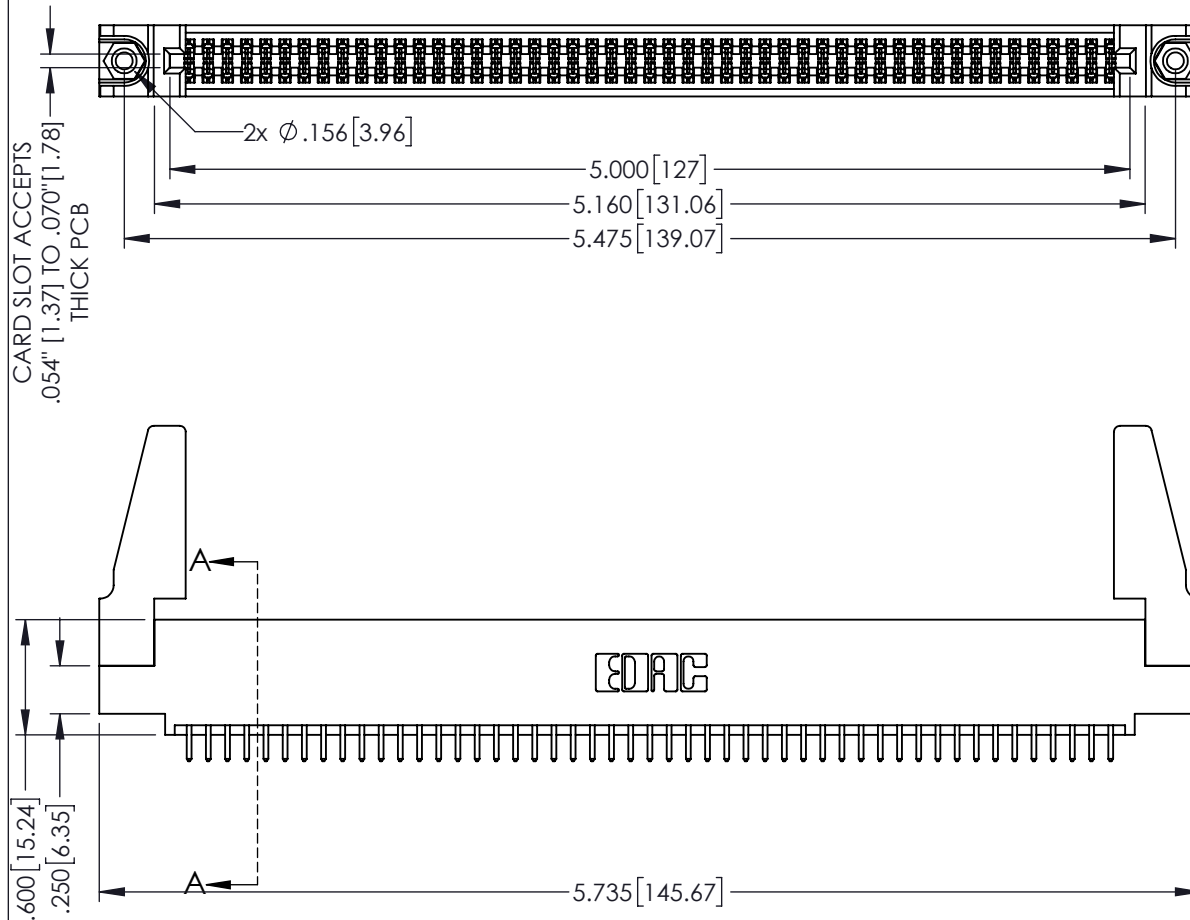 2x Ø.156[3.96]
5.000[127]
5.160[131.06]
5.475[139.07]
CARD SLOT ACCEPTS
.054" [1.37] TO .070"[1.78]
THICK PCB
A
EDAC
A
.600[15.24]
.250[6.35]
5.735[145.67]